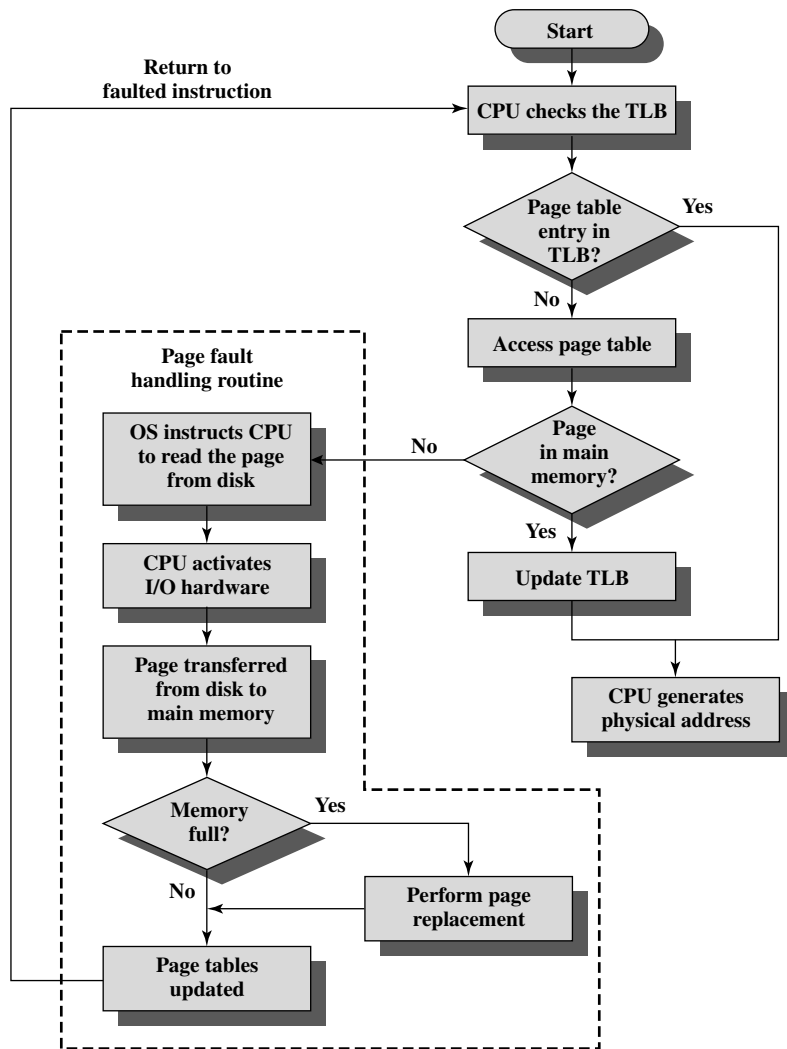 Start
Return to
faulted instruction
CPU checks the TLB
Page table
entry in
TLB?
Yes
No
Access page table
Page fault
handling routine
OS instructs CPU
to read the page
from disk
No
Page
in main
memory?
Yes
CPU activates
I/O hardware
Update TLB
Page transferred
from disk to
main memory
CPU generates
physical address
Memory
full?
Yes
No
Perform page
replacement
Page tables
updated